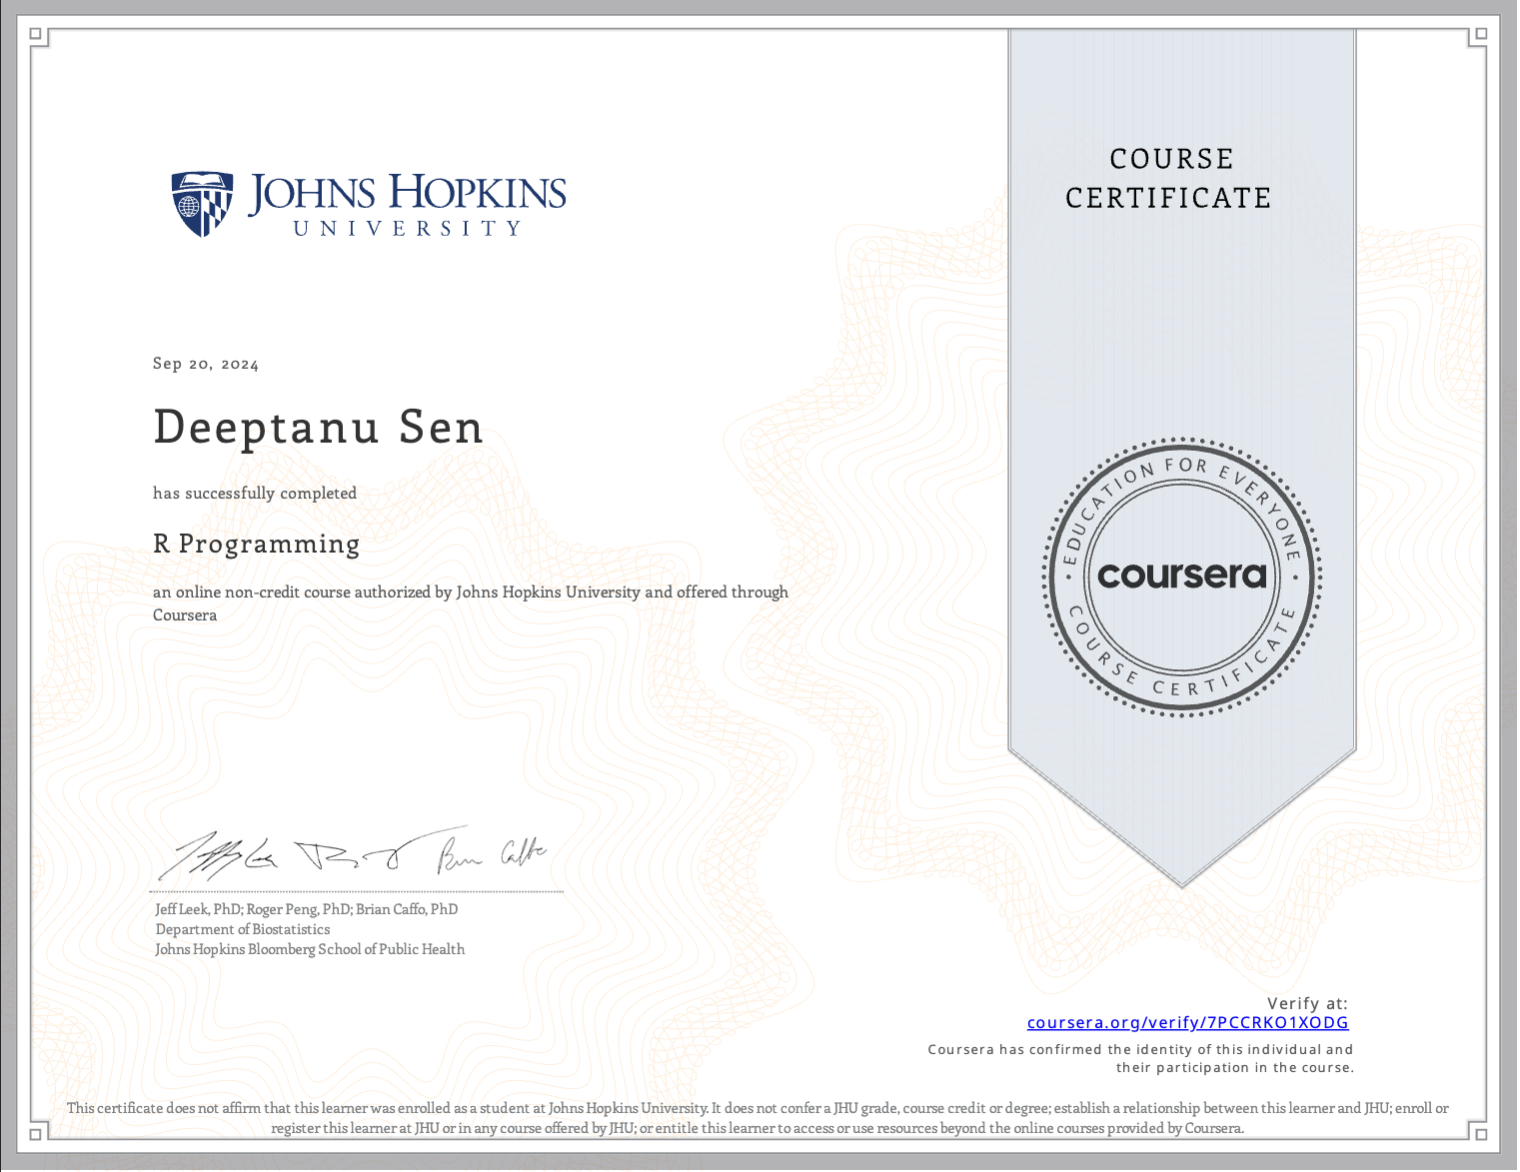 JOHNS HOPKINS
UNIVERSITY
COURSE
CERTIFICATE
Sep 20, 2024
Deeptanu Sen
has successfully completed
R Programming
an online non-credit course authorized by Johns Hopkins University and offered through
Coursera
EDUCATION FOR EVERYONE
coursera
COURSE CERTIFICATE
Jeff Leek, PhD; Roger Peng, PhD; Brian Caffo, PhD
Department of Biostatistics
Johns Hopkins Bloomberg School of Public Health
Verify at:
coursera.org/verify/7PCCRKO1XODG
Coursera has confirmed the identity of this individual and
their participation in the course.
This certificate does not affirm that this learner was enrolled as a student at Johns Hopkins University. It does not confer a JHU grade, course credit or degree; establish a relationship between this learner and JHU; enroll or
register this learner at JHU or in any course offered by JHU; or entitle this learner to access or use resources beyond the online courses provided by Coursera.